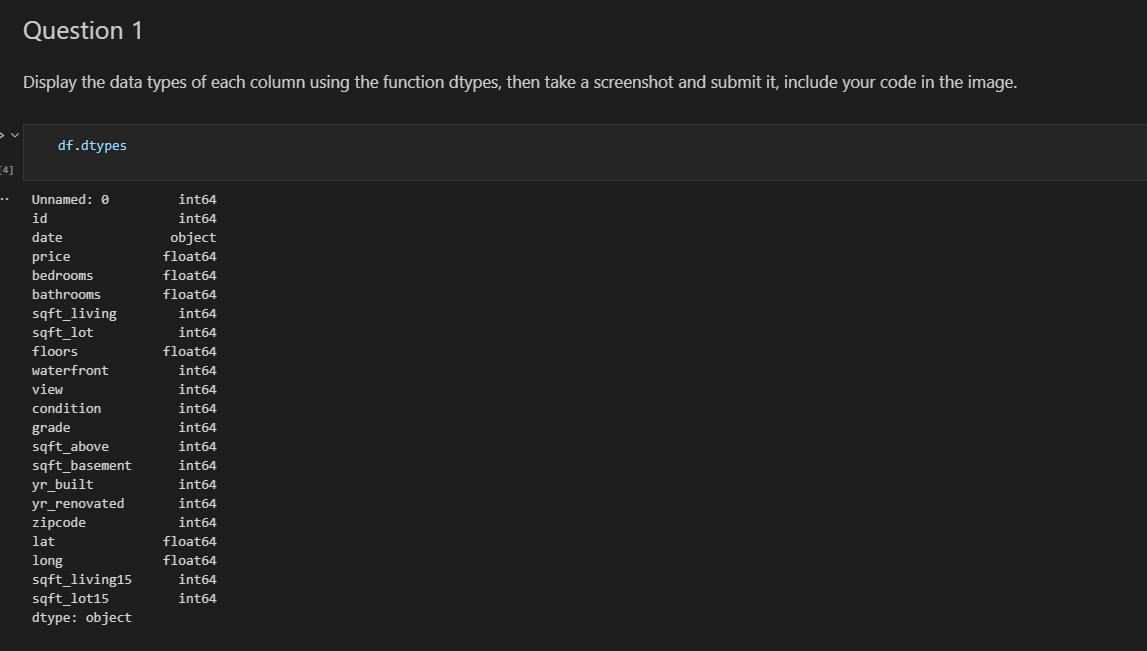 Question 1
Display the data types of each column using the function dtypes, then take a screenshot and submit it, include your code in the image.
df.dtypes
[4]
Unnamed: 0 int64
id int64
date object
price float64
bedrooms float64
bathrooms float64
sqft_living int64
sqft_lot int64
floors float64
waterfront int64
view int64
condition int64
grade int64
sqft_above int64
sqft_basement int64
yr_built int64
yr_renovated int64
zipcode int64
lat float64
long float64
sqft_living15 int64
sqft_lot15 int64
dtype: object